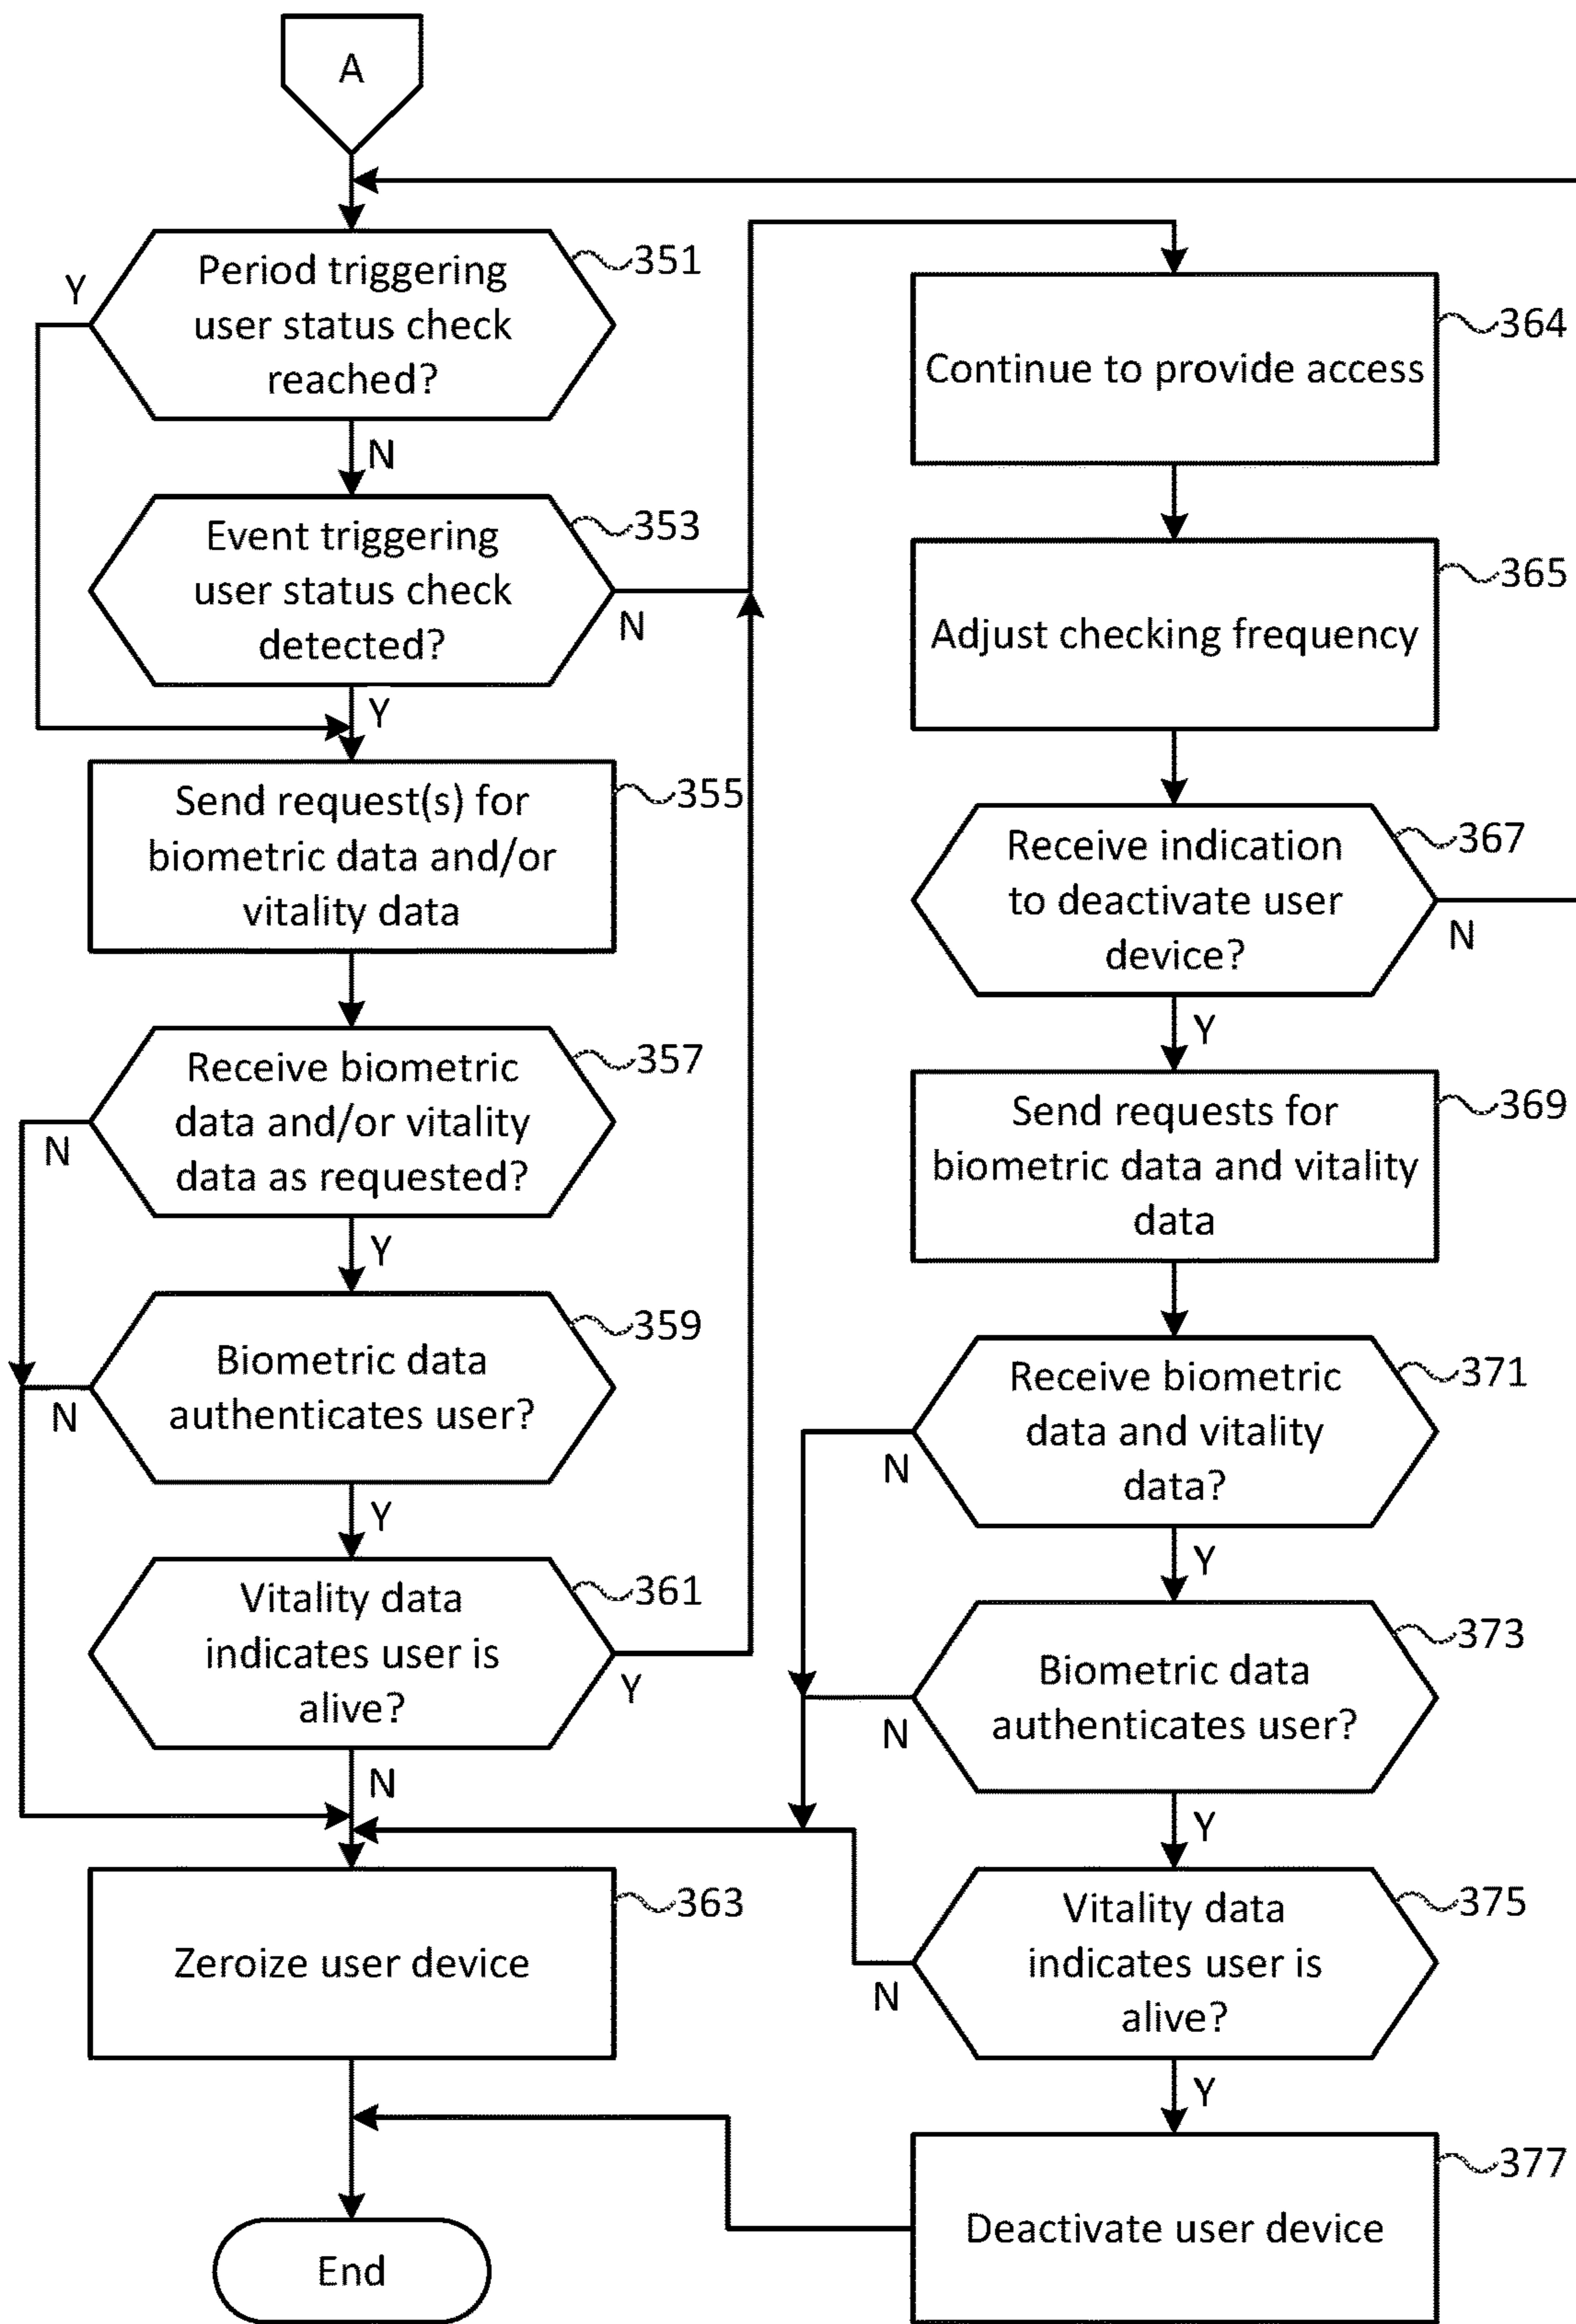 A
Period triggering
user status check
reached?
351
Y
N
Event triggering
user status check
detected?
353
N
Y
Send request(s) for
biometric data and/or
vitality data
355
Receive biometric
data and/or vitality
data as requested?
357
N
Y
Biometric data
authenticates user?
359
N
Y
Vitality data
indicates user is
alive?
361
Y
N
Zeroize user device
363
End
Continue to provide access
364
Adjust checking frequency
365
Receive indication
to deactivate user
device?
367
N
Y
Send requests for
biometric data and vitality
data
369
Receive biometric
data and vitality
data?
371
N
Y
Biometric data
authenticates user?
373
N
Y
Vitality data
indicates user is
alive?
375
N
Y
Deactivate user device
377